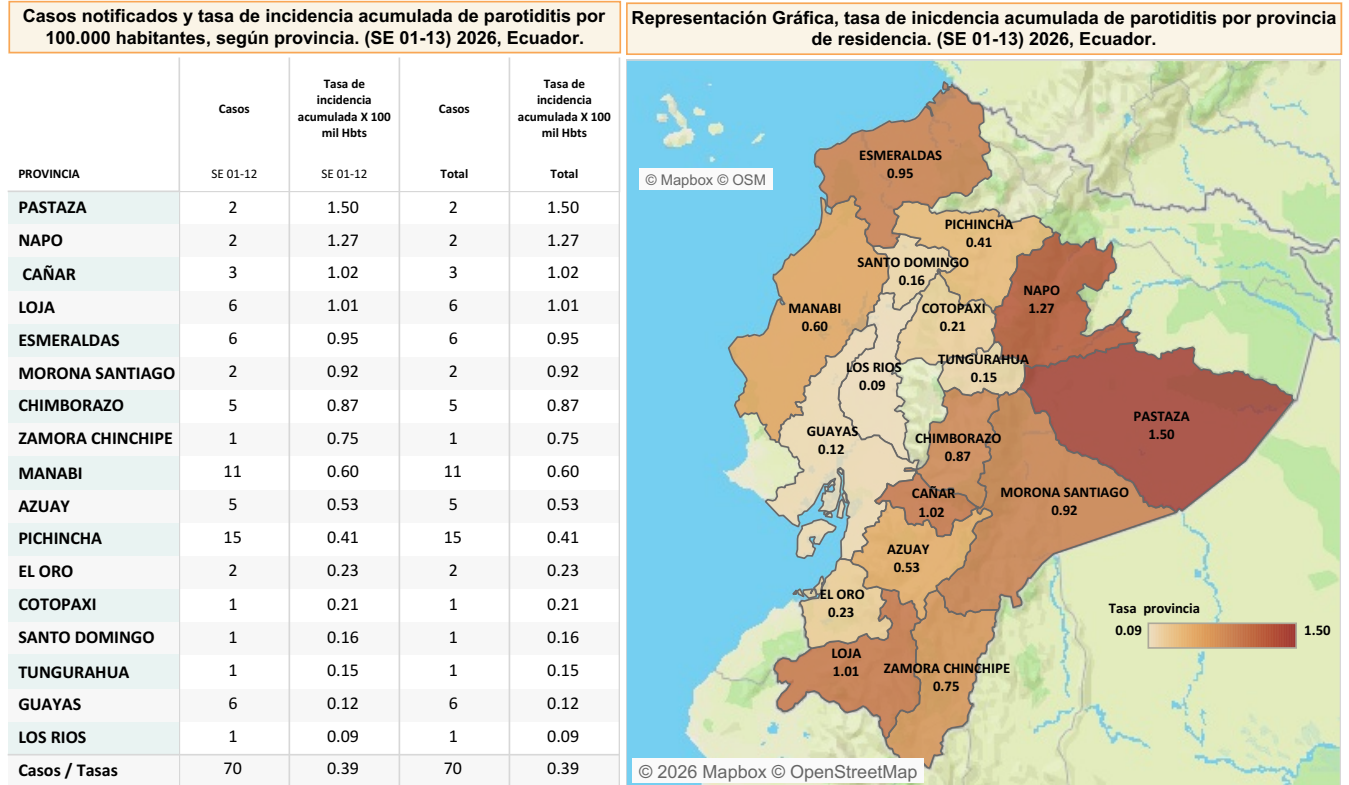 Casos notificados y tasa de incidencia acumulada de parotiditis por
100.000 habitantes, según provincia. (SE 01-13) 2026, Ecuador.
Casos Tasa de incidencia acumulada X 100 mil Hbts Casos Tasa de incidencia acumulada X 100 mil Hbts
PROVINCIA SE 01-12 SE 01-12 Total Total
PASTAZA 2 1.50 2 1.50
NAPO 2 1.27 2 1.27
CAÑAR 3 1.02 3 1.02
LOJA 6 1.01 6 1.01
ESMERALDAS 6 0.95 6 0.95
MORONA SANTIAGO 2 0.92 2 0.92
CHIMBORAZO 5 0.87 5 0.87
ZAMORA CHINCHIPE 1 0.75 1 0.75
MANABI 11 0.60 11 0.60
AZUAY 5 0.53 5 0.53
PICHINCHA 15 0.41 15 0.41
EL ORO 2 0.23 2 0.23
COTOPAXI 1 0.21 1 0.21
SANTO DOMINGO 1 0.16 1 0.16
TUNGURAHUA 1 0.15 1 0.15
GUAYAS 6 0.12 6 0.12
LOS RIOS 1 0.09 1 0.09
Casos / Tasas 70 0.39 70 0.39
Representación Gráfica, tasa de inicdencia acumulada de parotiditis por provincia
de residencia. (SE 01-13) 2026, Ecuador.
© Mapbox © OSM
ESMERALDAS
0.95
PICHINCHA
0.41
SANTO DOMINGO
0.16
NAPO
1.27
MANABI
0.60
COTOPAXI
0.21
TUNGURAHUA
0.15
LOS RIOS
0.09
PASTAZA
1.50
GUAYAS
0.12
CHIMBORAZO
0.87
CAÑAR
1.02
MORONA SANTIAGO
0.92
AZUAY
0.53
EL ORO
0.23
LOJA
1.01
ZAMORA CHINCHIPE
0.75
Tasa provincia
0.09 1.50
© 2026 Mapbox © OpenStreetMap